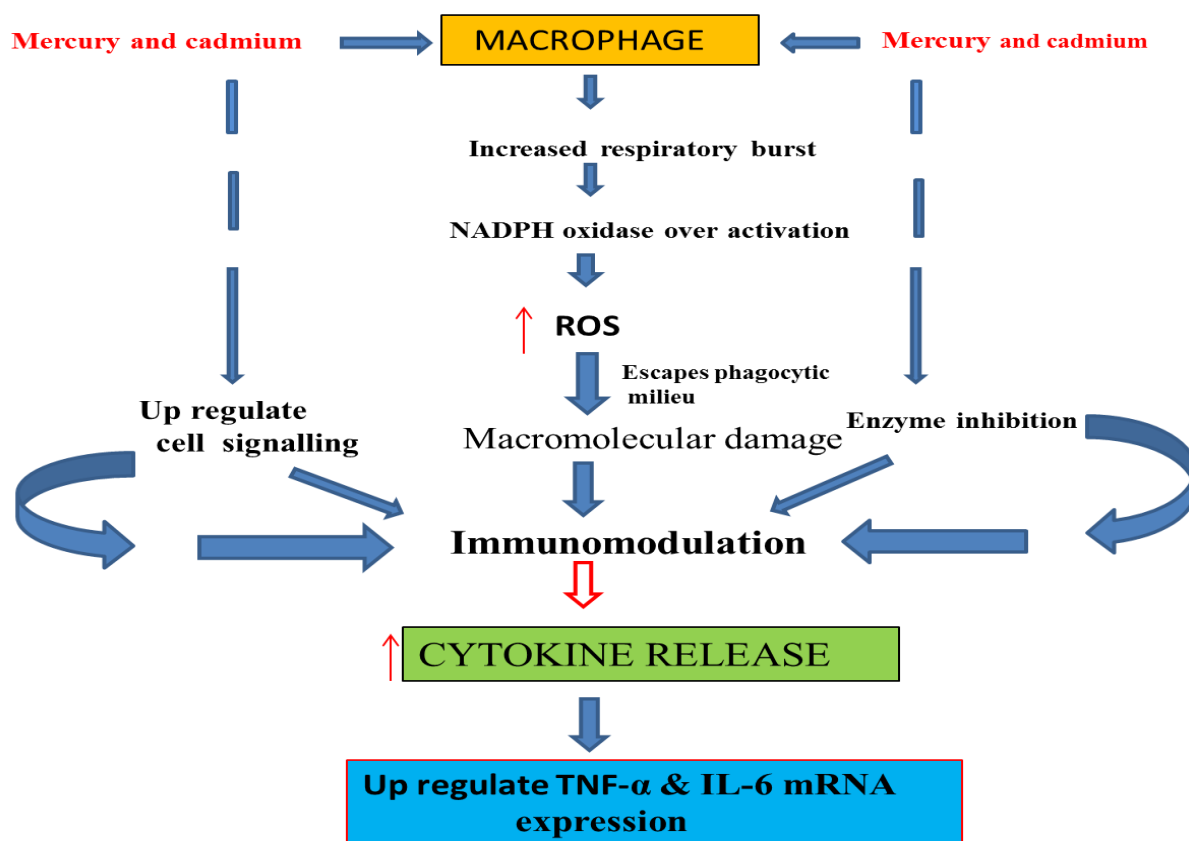 Mercury and cadmium
MACROPHAGE
Mercury and cadmium
Increased respiratory burst
NADPH oxidase over activation
ROS
Escapes phagocytic
milieu
Up regulate
cell signalling
Macromolecular damage
Enzyme inhibition
Immunomodulation
CYTOKINE RELEASE
Up regulate TNF-α & IL-6 mRNA
expression